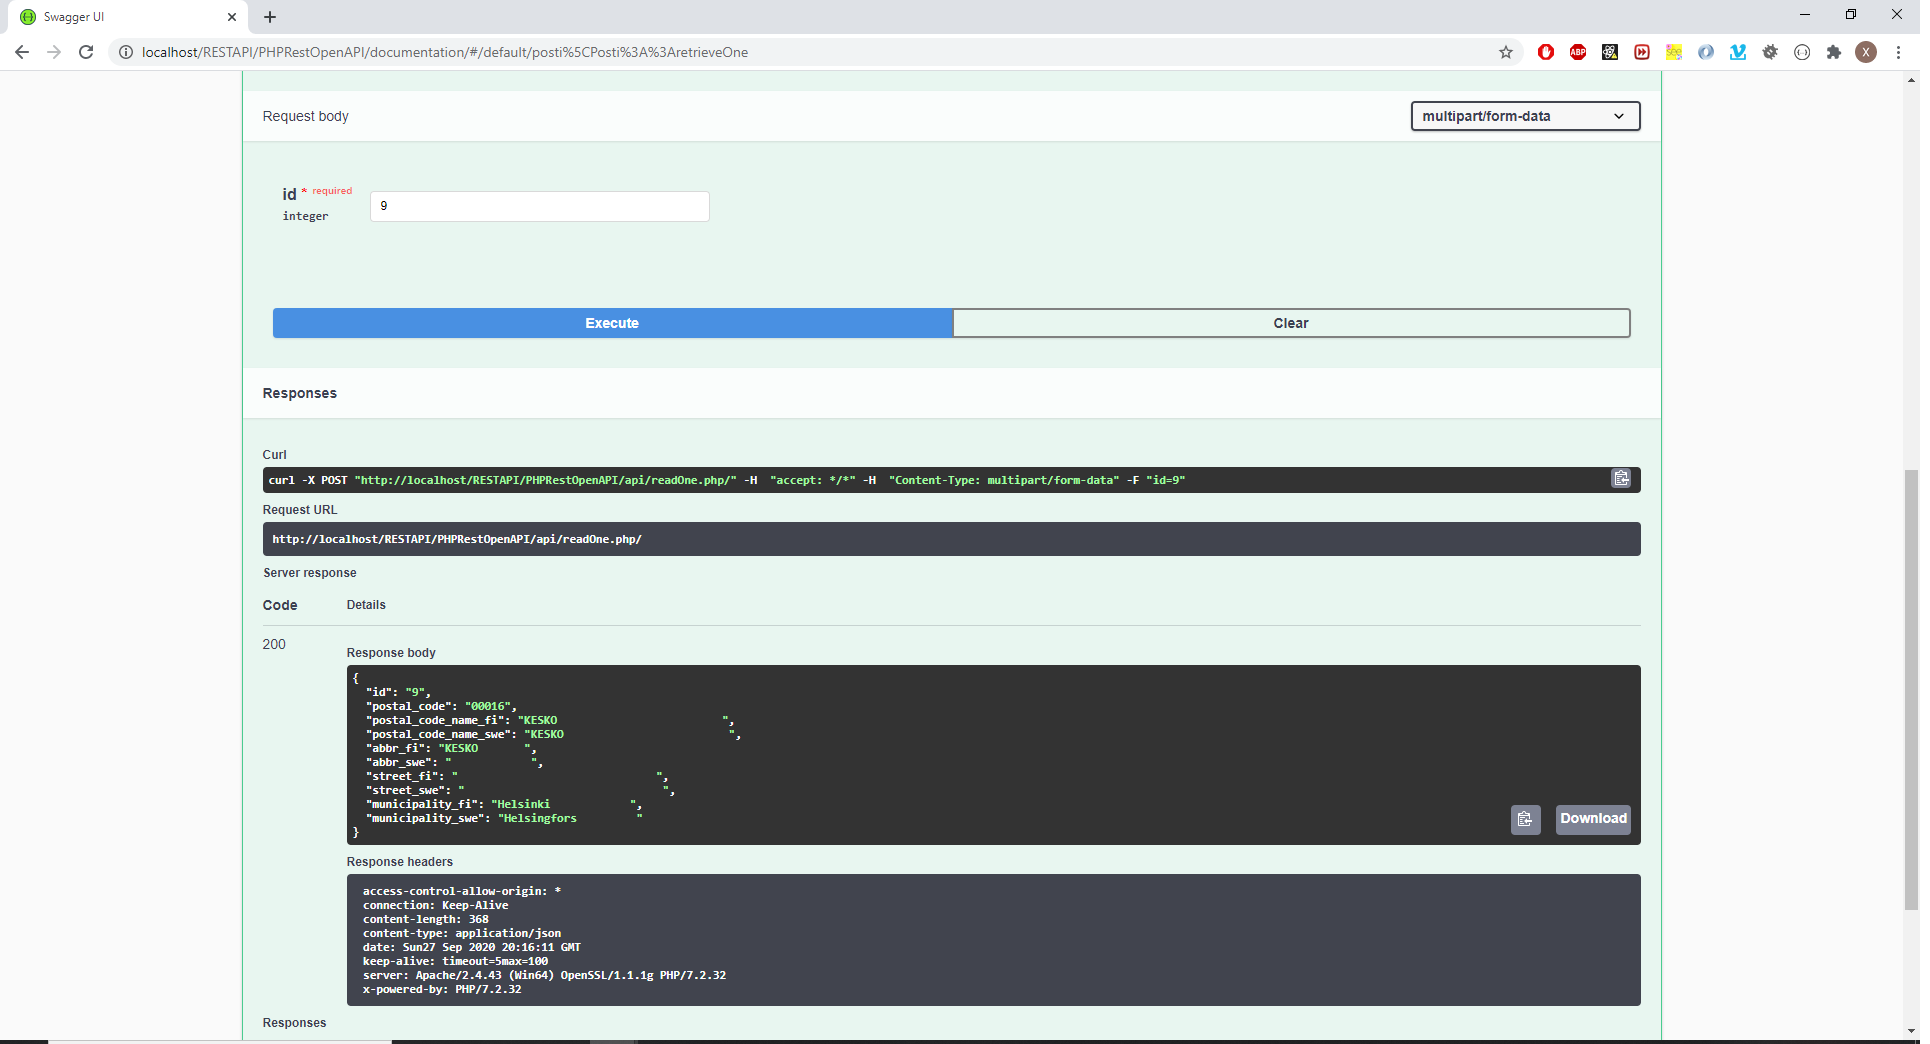 Swagger UI
localhost/RESTAPI/PHPRestOpenAPI/documentation/#/default/posti%5CPosti%3A%3AretrieveOne
ABP
X
Request body
multipart/form-data
id * required
integer
9
Execute
Clear
Responses
Curl
curl -X POST "http://localhost/RESTAPI/PHPRestOpenAPI/api/readOne.php/" -H  "accept: */*" -H  "Content-Type: multipart/form-data" -F "id=9"
Request URL
http://localhost/RESTAPI/PHPRestOpenAPI/api/readOne.php/
Server response
Code
Details
200
Response body
{
  "id": "9",
  "postal_code": "00016",
  "postal_code_name_fi": "KESKO                         ",
  "postal_code_name_swe": "KESKO                         ",
  "abbr_fi": "KESKO       ",
  "abbr_swe": "            ",
  "street_fi": "                              ",
  "street_swe": "                              ",
  "municipality_fi": "Helsinki            ",
  "municipality_swe": "Helsingfors         "
}
Download
Response headers
access-control-allow-origin: *
connection: Keep-Alive
content-length: 368
content-type: application/json
date: Sun27 Sep 2020 20:16:11 GMT
keep-alive: timeout=5max=100
server: Apache/2.4.43 (Win64) OpenSSL/1.1.1g PHP/7.2.32
x-powered-by: PHP/7.2.32
Responses